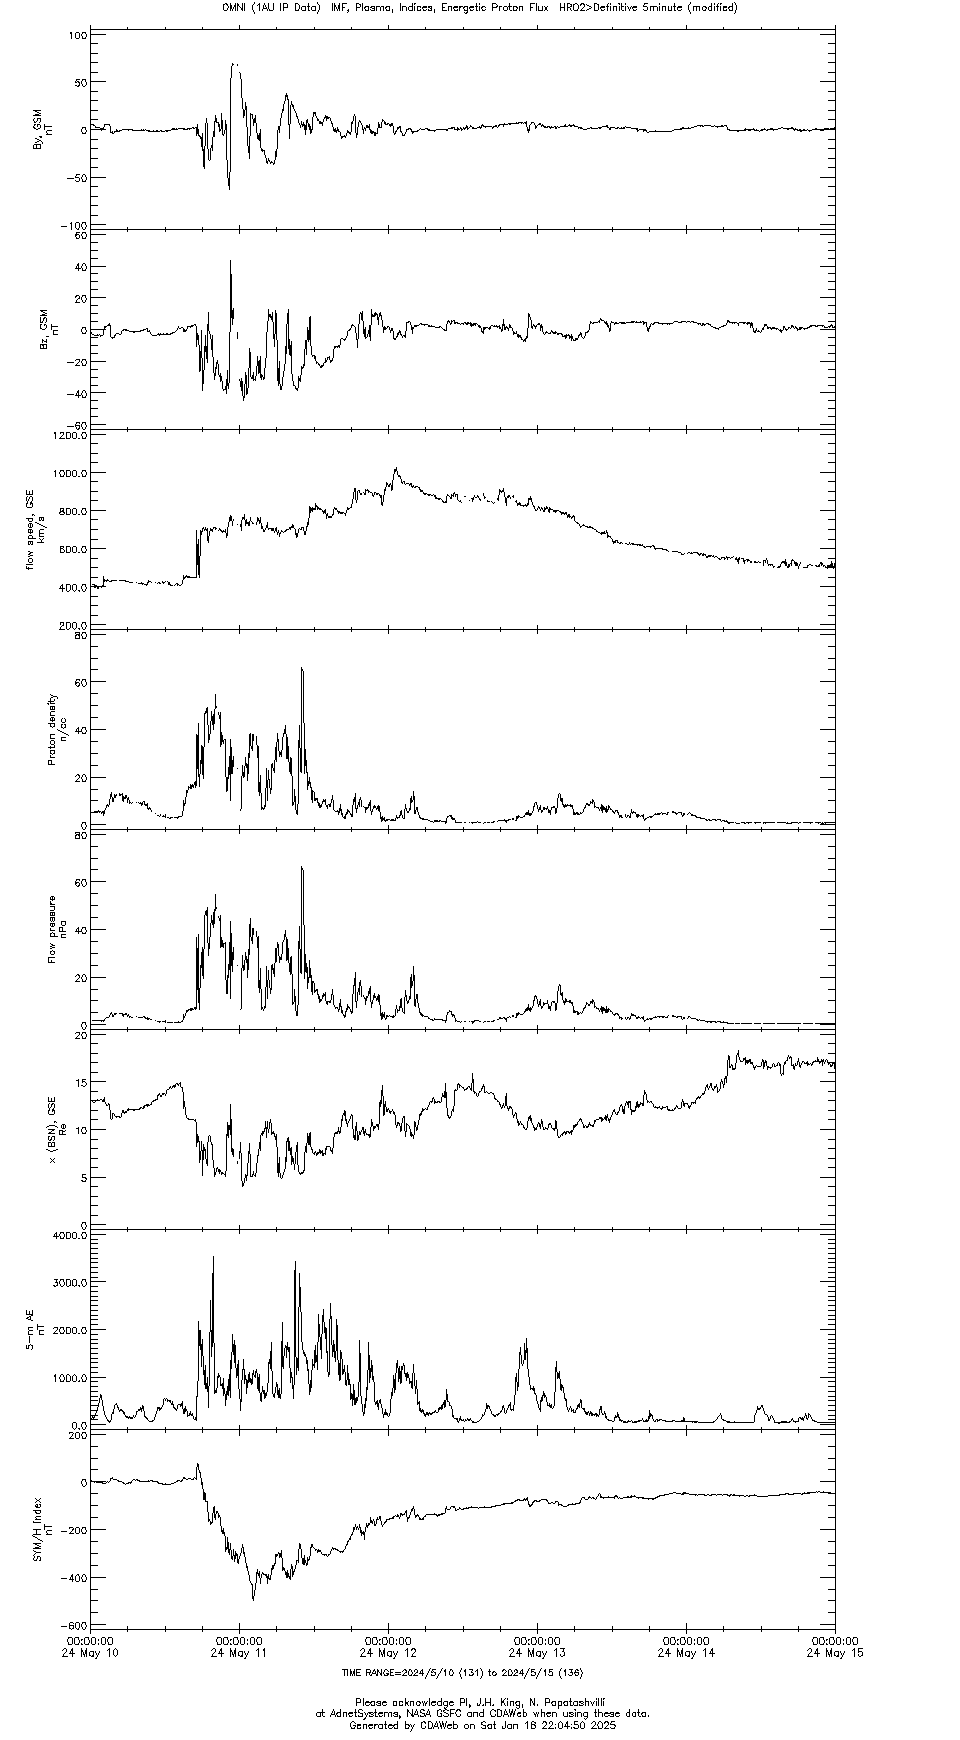 OMNI (1AU IP Data)  IMF, Plasma, Indices, Energetic Proton Flux  HRO2>Definitive 5minute (modified)
100
50
0
−50
−100
By, GSM
nT
60
40
20
0
−20
−40
−60
Bz, GSM
nT
1200.0
1000.0
800.0
600.0
400.0
200.0
flow speed, GSE
km/s
80
60
40
20
0
Proton density
n/cc
80
60
40
20
0
Flow pressure
nPa
20
15
10
5
0
x (BSN), GSE
Re
4000.0
3000.0
2000.0
1000.0
0.0
5−m AE
nT
200
0
−200
−400
−600
SYM/H Index
nT
00:00:00 00:00:00 00:00:00 00:00:00 00:00:00 00:00:00
24 May 10 24 May 11 24 May 12 24 May 13 24 May 14 24 May 15
TIME RANGE=2024/5/10 (131) to 2024/5/15 (136)
Please acknowledge PI, J.H. King, N. Papatashvilli
at AdnetSystems, NASA GSFC and CDAWeb when using these data.
Generated by CDAWeb on Sat Jan 18 22:04:50 2025